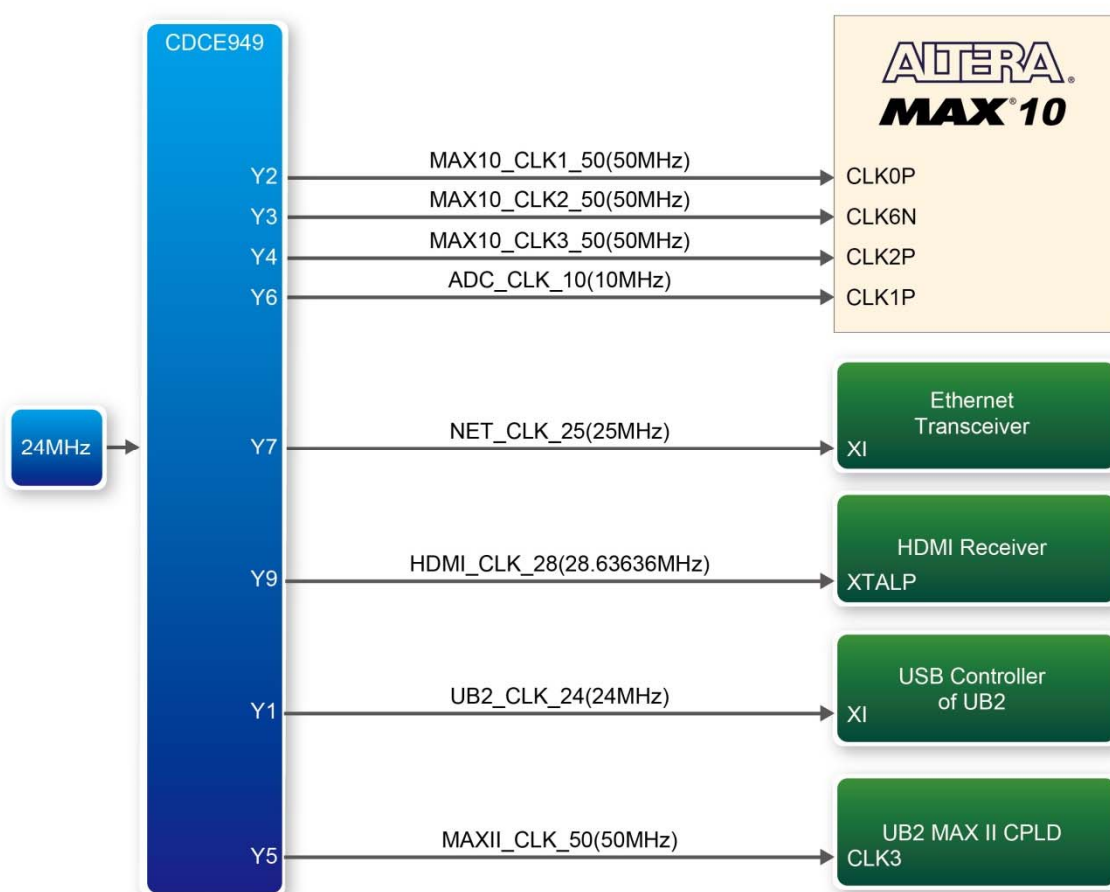 CDCE949
ALTERA®
MAX®10
Y2
MAX10_CLK1_50(50MHz)
CLK0P
Y3
MAX10_CLK2_50(50MHz)
CLK6N
Y4
MAX10_CLK3_50(50MHz)
CLK2P
Y6
ADC_CLK_10(10MHz)
CLK1P
24MHz
Y7
NET_CLK_25(25MHz)
Ethernet
Transceiver
XI
Y9
HDMI_CLK_28(28.63636MHz)
HDMI Receiver
XTALP
Y1
UB2_CLK_24(24MHz)
USB Controller
of UB2
XI
Y5
MAXII_CLK_50(50MHz)
UB2 MAX II CPLD
CLK3